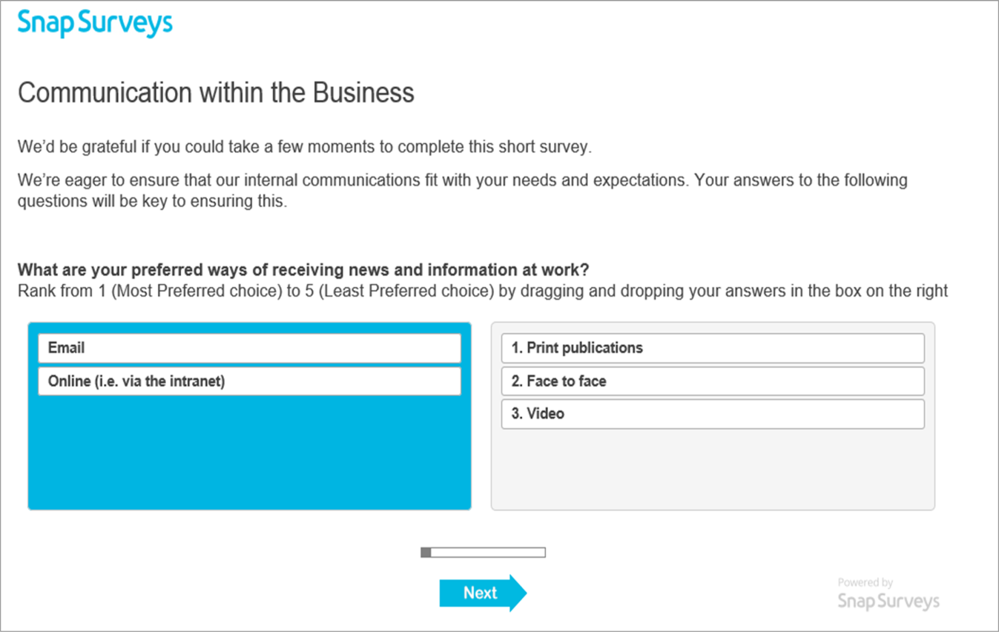 Snap Surveys
Communication within the Business
We’d be grateful if you could take a few moments to complete this short survey.
We’re eager to ensure that our internal communications fit with your needs and expectations. Your answers to the following
questions will be key to ensuring this.
What are your preferred ways of receiving news and information at work?
Rank from 1 (Most Preferred choice) to 5 (Least Preferred choice) by dragging and dropping your answers in the box on the right
Email
Online (i.e. via the intranet)
1. Print publications
2. Face to face
3. Video
Next
Powered by
Snap Surveys